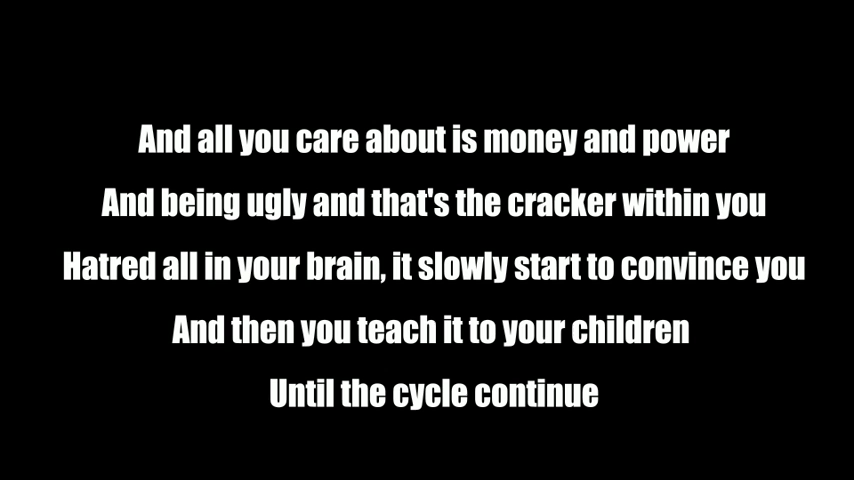 And all you care about is money and power
And being ugly and that's the cracker within you
Hatred all in your brain, it slowly start to convince you
And then you teach it to your children
Until the cycle continue